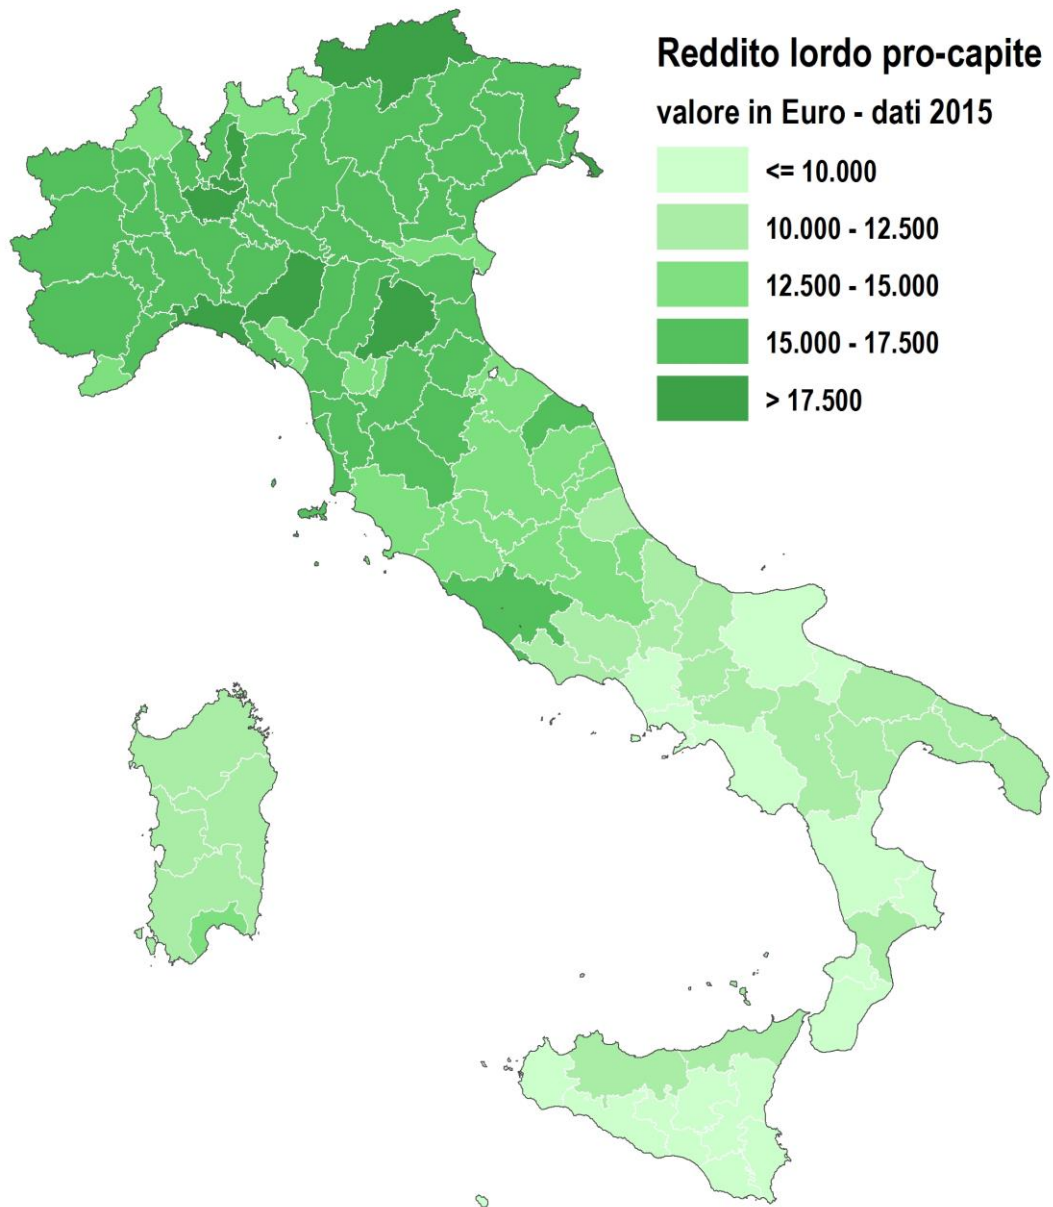 Reddito lordo pro-capite
valore in Euro - dati 2015
<= 10.000
10.000 - 12.500
12.500 - 15.000
15.000 - 17.500
> 17.500